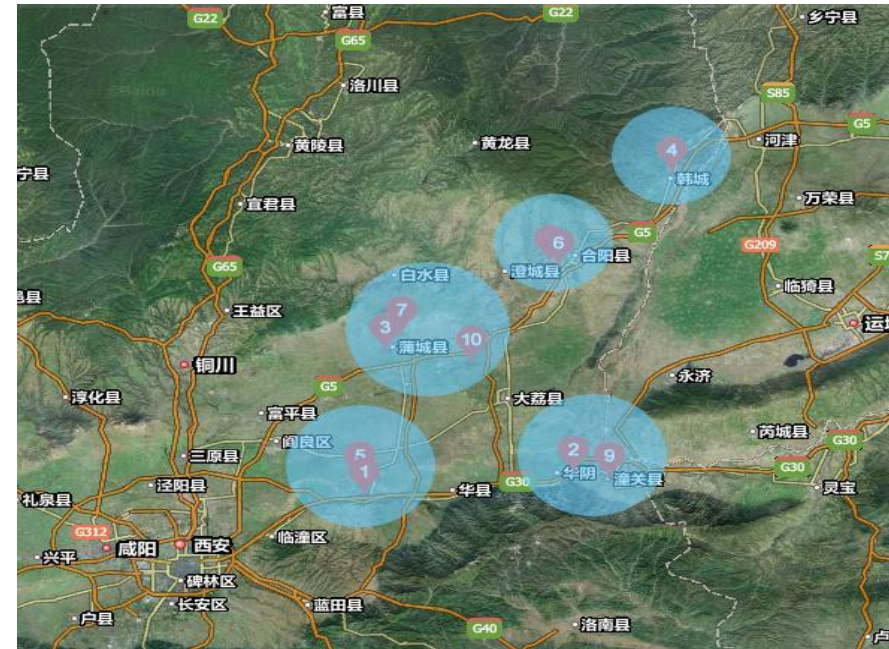 富县
G22
G22
乡宁县
G65
Baidu
洛川县
S85
G5
黄陵县
黄龙县
4
河津
宁县
韩城
宜君县
万荣县
G5
6
G209
合阳县
S7
G65
澄城县
白水县
临猗县
王益区
7
3
运
10
蒲城县
铜川
永济
G5
淳化县
大荔县
富平县
芮城县
阎良区
G30
三原县
5
2
9
1
G30
华阴
潼关县
泾阳县
G30
华县
灵宝
礼泉县
G312
临潼区
咸阳
西安
兴平
碑林区
长安区
蓝田县
户县
G40
洛南县
卢